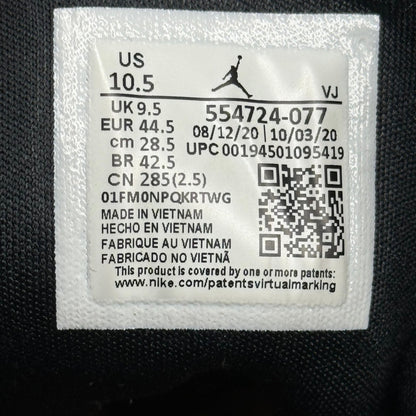 US
10.5
VJ
UK 9.5
554724-077
EUR 44.5
08/12/20 | 10/03/20
cm 28.5
UPC 00194501095419
BR 42.5
CN 285(2.5)
01FM0NPQKRTWG
MADE IN VIETNAM
HECHO EN VIETNAM
FABRIQUE AU VIETNAM
FABRICADO NO VIETNÃ
This product is covered by one or more patents:
www.nike.com/patentsvirtualmarking